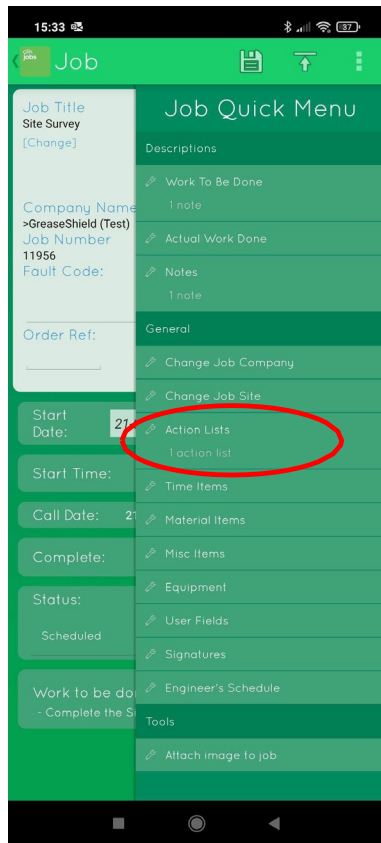 15:33
37
jobs
Job
Job Title
Site Survey
[Change]
Company Name
>GreaseShield (Test)
Job Number
11956
Fault Code:
Order Ref:
Start
Date:
21
Start Time:
Call Date: 21
Complete:
Status:
Scheduled
Work to be do
- Complete the S
Job Quick Menu
Descriptions
Work To Be Done
1 note
Actual Work Done
Notes
1 note
General
Change Job Company
Change Job Site
Action Lists
1 action list
Time Items
Material Items
Misc Items
Equipment
User Fields
Signatures
Engineer's Schedule
Tools
Attach image to job